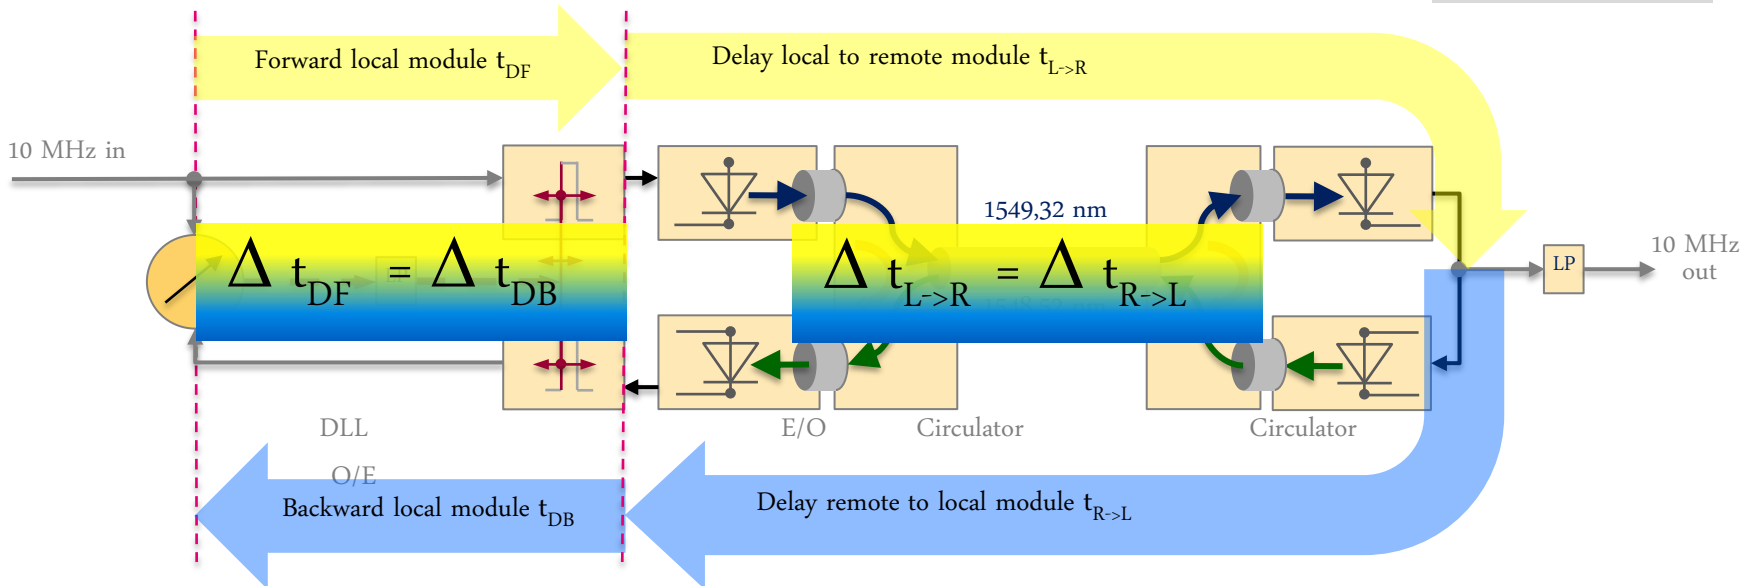 Forward local module tDF
Delay local to remote module tL->R
10 MHz in
1549,32 nm
Δ tDF = Δ tDB
Δ tL->R = Δ tR->L
10 MHz
out
LP
DLL
E/O
Circulator
Circulator
O/E
Backward local module tDB
Delay remote to local module tR->L